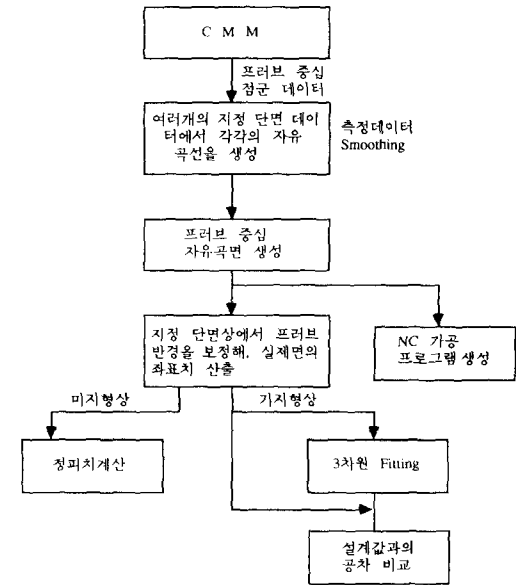 C M M
프러브 중심
점군 데이터
여러개의 지정 단면 데이
터에서 각각의 자유
곡선을 생성
측정데이터
Smoothing
프러브 중심
자유곡면 생성
지정 단면상에서 프러브
반경을 보정해, 실제면의
좌표치 산출
NC 가공
프로그램 생성
미지형상
기지형상
정피치계산
3차원 Fitting
설계값과의
공차 비교